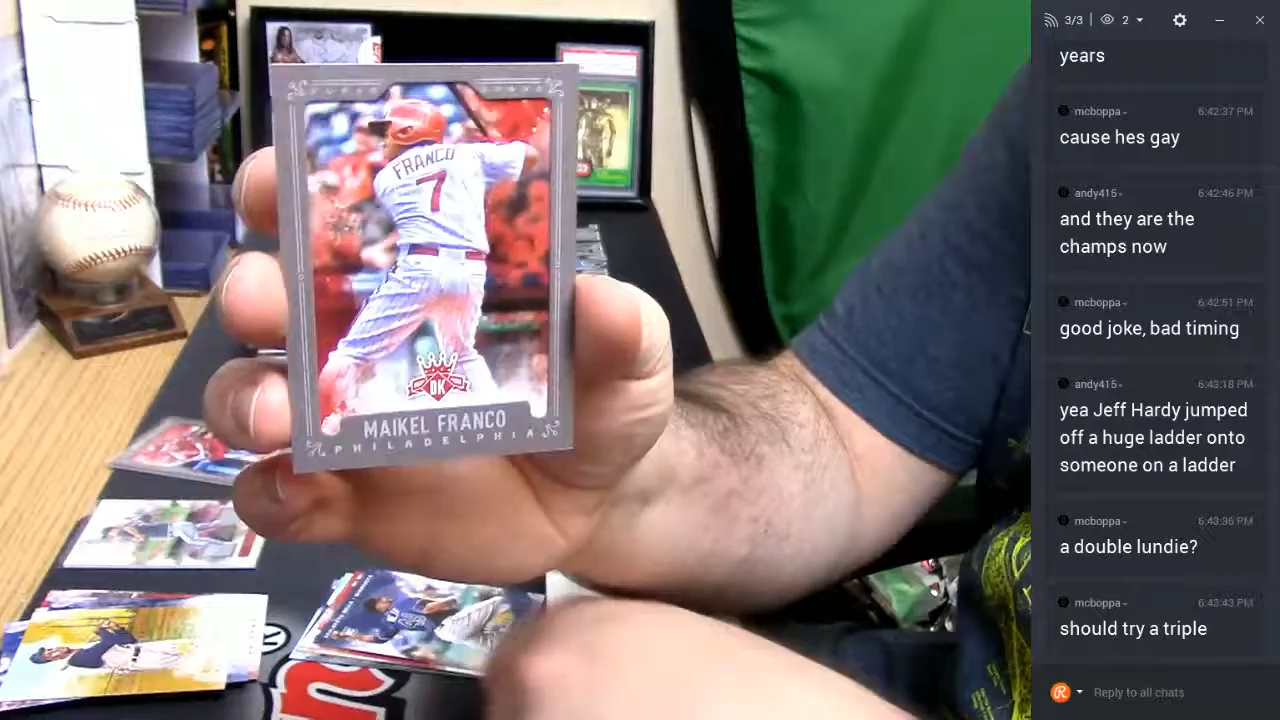 FRANCO
7
DK
MAIKEL FRANCO
PHILADELPHIA
3/3
2
years
mcboppa
6:42:37 PM
cause hes gay
andy415
6:42:46 PM
and they are the
champs now
mcboppa
6:42:51 PM
good joke, bad timing
andy415
6:43:18 PM
yea Jeff Hardy jumped
off a huge ladder onto
someone on a ladder
mcboppa
6:43:36 PM
a double lundie?
mcboppa
6:43:43 PM
should try a triple
Reply to all chats